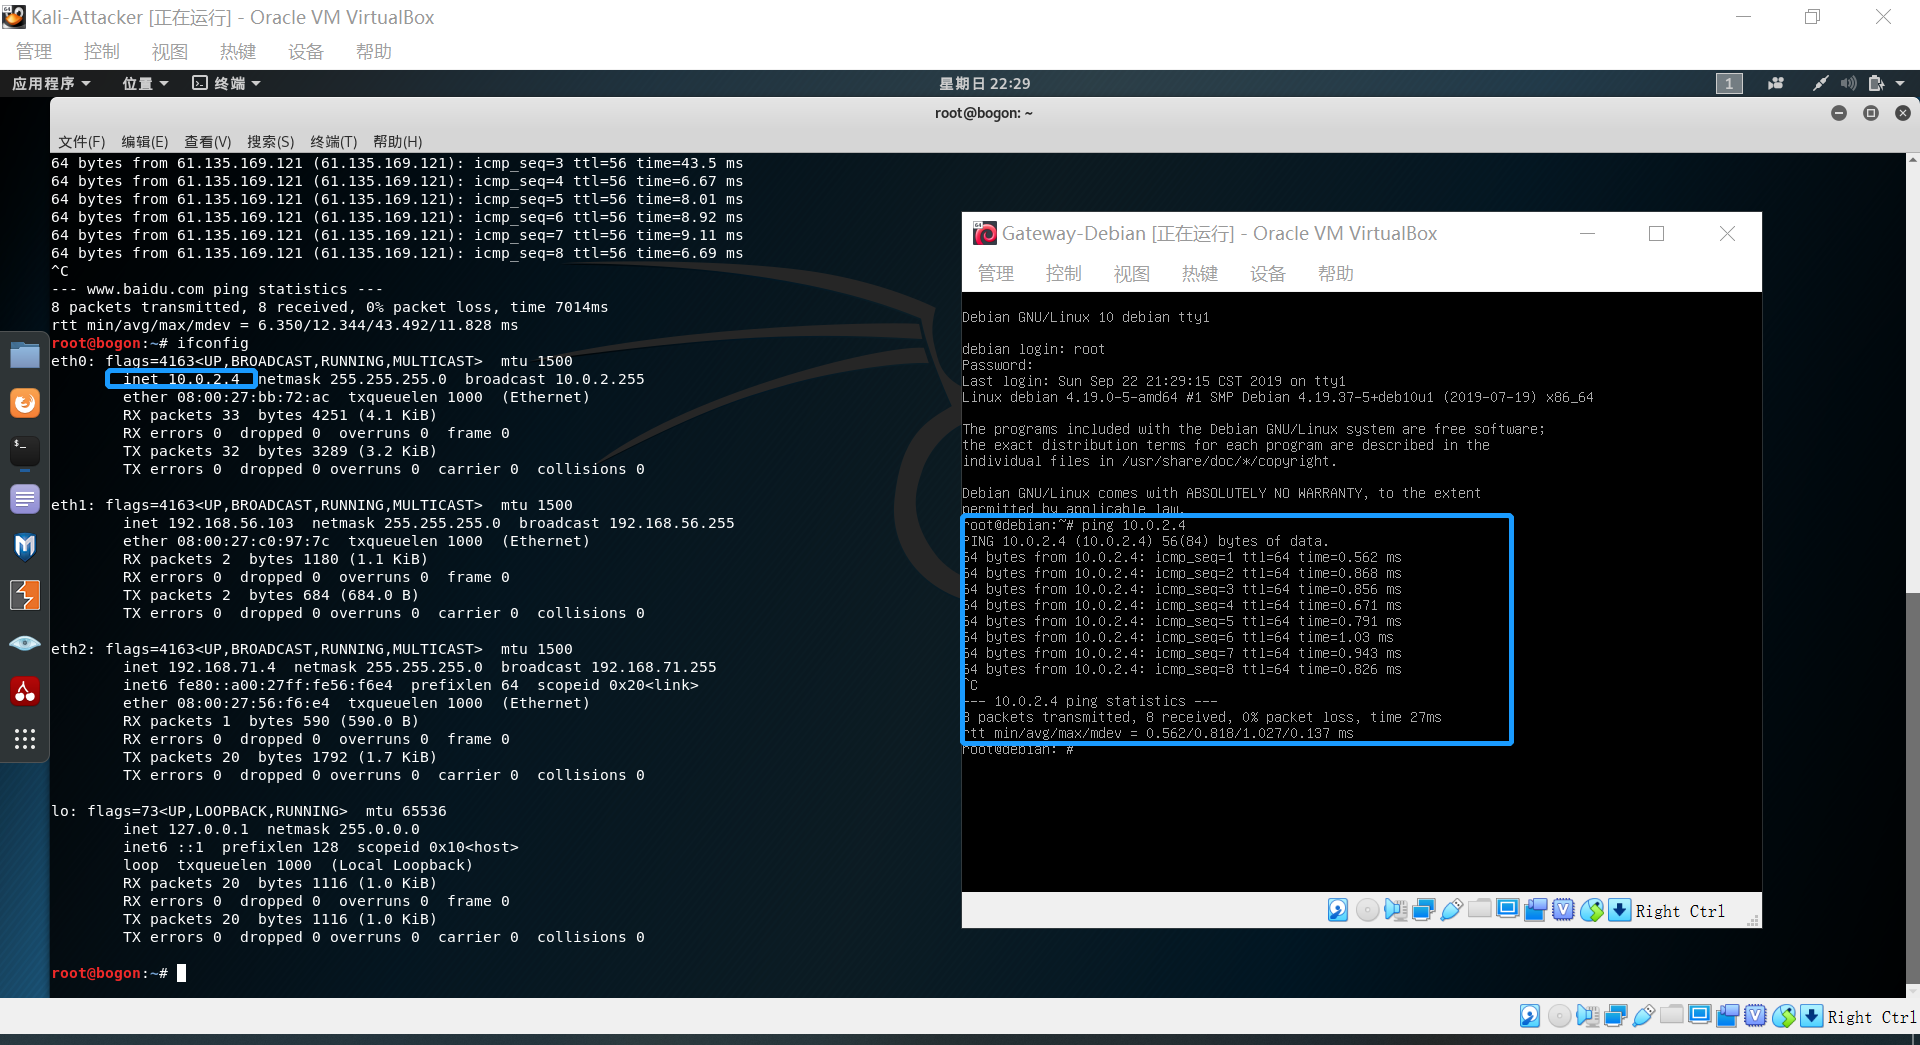 Kali-Attacker [正在运行] - Oracle VM VirtualBox
管理 控制 视图 热键 设备 帮助
应用程序 位置 终端 星期日 22:29 1
root@bogon: ~
文件(F) 编辑(E) 查看(V) 搜索(S) 终端(T) 帮助(H)
64 bytes from 61.135.169.121 (61.135.169.121): icmp_seq=3 ttl=56 time=43.5 ms
64 bytes from 61.135.169.121 (61.135.169.121): icmp_seq=4 ttl=56 time=6.67 ms
64 bytes from 61.135.169.121 (61.135.169.121): icmp_seq=5 ttl=56 time=8.01 ms
64 bytes from 61.135.169.121 (61.135.169.121): icmp_seq=6 ttl=56 time=8.92 ms
64 bytes from 61.135.169.121 (61.135.169.121): icmp_seq=7 ttl=56 time=9.11 ms
64 bytes from 61.135.169.121 (61.135.169.121): icmp_seq=8 ttl=56 time=6.69 ms
^C
--- www.baidu.com ping statistics ---
8 packets transmitted, 8 received, 0% packet loss, time 7014ms
rtt min/avg/max/mdev = 6.350/12.344/43.492/11.828 ms
root@bogon:~# ifconfig
eth0: flags=4163<UP,BROADCAST,RUNNING,MULTICAST>  mtu 1500
inet 10.0.2.4  netmask 255.255.255.0  broadcast 10.0.2.255
ether 08:00:27:bb:72:ac  txqueuelen 1000  (Ethernet)
RX packets 33  bytes 4251 (4.1 KiB)
RX errors 0  dropped 0  overruns 0  frame 0
TX packets 32  bytes 3289 (3.2 KiB)
TX errors 0  dropped 0 overruns 0  carrier 0  collisions 0
eth1: flags=4163<UP,BROADCAST,RUNNING,MULTICAST>  mtu 1500
inet 192.168.56.103  netmask 255.255.255.0  broadcast 192.168.56.255
ether 08:00:27:c0:97:7c  txqueuelen 1000  (Ethernet)
RX packets 2  bytes 1180 (1.1 KiB)
RX errors 0  dropped 0  overruns 0  frame 0
TX packets 2  bytes 684 (684.0 B)
TX errors 0  dropped 0 overruns 0  carrier 0  collisions 0
eth2: flags=4163<UP,BROADCAST,RUNNING,MULTICAST>  mtu 1500
inet 192.168.71.4  netmask 255.255.255.0  broadcast 192.168.71.255
inet6 fe80::a00:27ff:fe56:f6e4  prefixlen 64  scopeid 0x20<link>
ether 08:00:27:56:f6:e4  txqueuelen 1000  (Ethernet)
RX packets 1  bytes 590 (590.0 B)
RX errors 0  dropped 0  overruns 0  frame 0
TX packets 20  bytes 1792 (1.7 KiB)
TX errors 0  dropped 0 overruns 0  carrier 0  collisions 0
lo: flags=73<UP,LOOPBACK,RUNNING>  mtu 65536
inet 127.0.0.1  netmask 255.0.0.0
inet6 ::1  prefixlen 128  scopeid 0x10<host>
loop  txqueuelen 1000  (Local Loopback)
RX packets 20  bytes 1116 (1.0 KiB)
RX errors 0  dropped 0  overruns 0  frame 0
TX packets 20  bytes 1116 (1.0 KiB)
TX errors 0  dropped 0 overruns 0  carrier 0  collisions 0
root@bogon:~#
Gateway-Debian [正在运行] - Oracle VM VirtualBox
管理 控制 视图 热键 设备 帮助
Debian GNU/Linux 10 debian tty1
debian login: root
Password:
Last login: Sun Sep 22 21:29:15 CST 2019 on tty1
Linux debian 4.19.0-5-amd64 #1 SMP Debian 4.19.37-5+deb10u1 (2019-07-19) x86_64
The programs included with the Debian GNU/Linux system are free software;
the exact distribution terms for each program are described in the
individual files in /usr/share/doc/*/copyright.
Debian GNU/Linux comes with ABSOLUTELY NO WARRANTY, to the extent
permitted by applicable law.
root@debian:~# ping 10.0.2.4
PING 10.0.2.4 (10.0.2.4) 56(84) bytes of data.
64 bytes from 10.0.2.4: icmp_seq=1 ttl=64 time=0.562 ms
64 bytes from 10.0.2.4: icmp_seq=2 ttl=64 time=0.868 ms
64 bytes from 10.0.2.4: icmp_seq=3 ttl=64 time=0.856 ms
64 bytes from 10.0.2.4: icmp_seq=4 ttl=64 time=0.671 ms
64 bytes from 10.0.2.4: icmp_seq=5 ttl=64 time=0.791 ms
64 bytes from 10.0.2.4: icmp_seq=6 ttl=64 time=1.03 ms
64 bytes from 10.0.2.4: icmp_seq=7 ttl=64 time=0.943 ms
64 bytes from 10.0.2.4: icmp_seq=8 ttl=64 time=0.826 ms
^C
--- 10.0.2.4 ping statistics ---
8 packets transmitted, 8 received, 0% packet loss, time 27ms
rtt min/avg/max/mdev = 0.562/0.818/1.027/0.137 ms
root@debian:~#
Right Ctrl
Right Ctrl